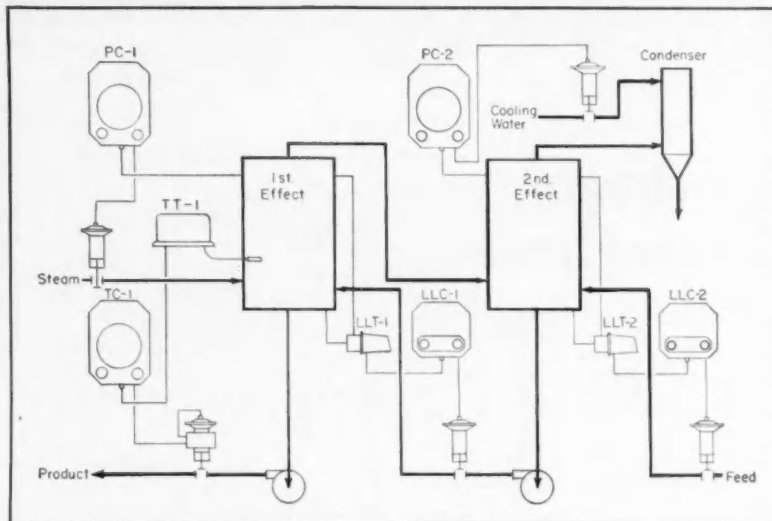 PC-1
PC-2
Condenser
Cooling
Water
1st.
Effect
2nd.
Effect
TT-1
Steam
TC-1
LLT-1
LLC-1
LLT-2
LLC-2
Product
Feed